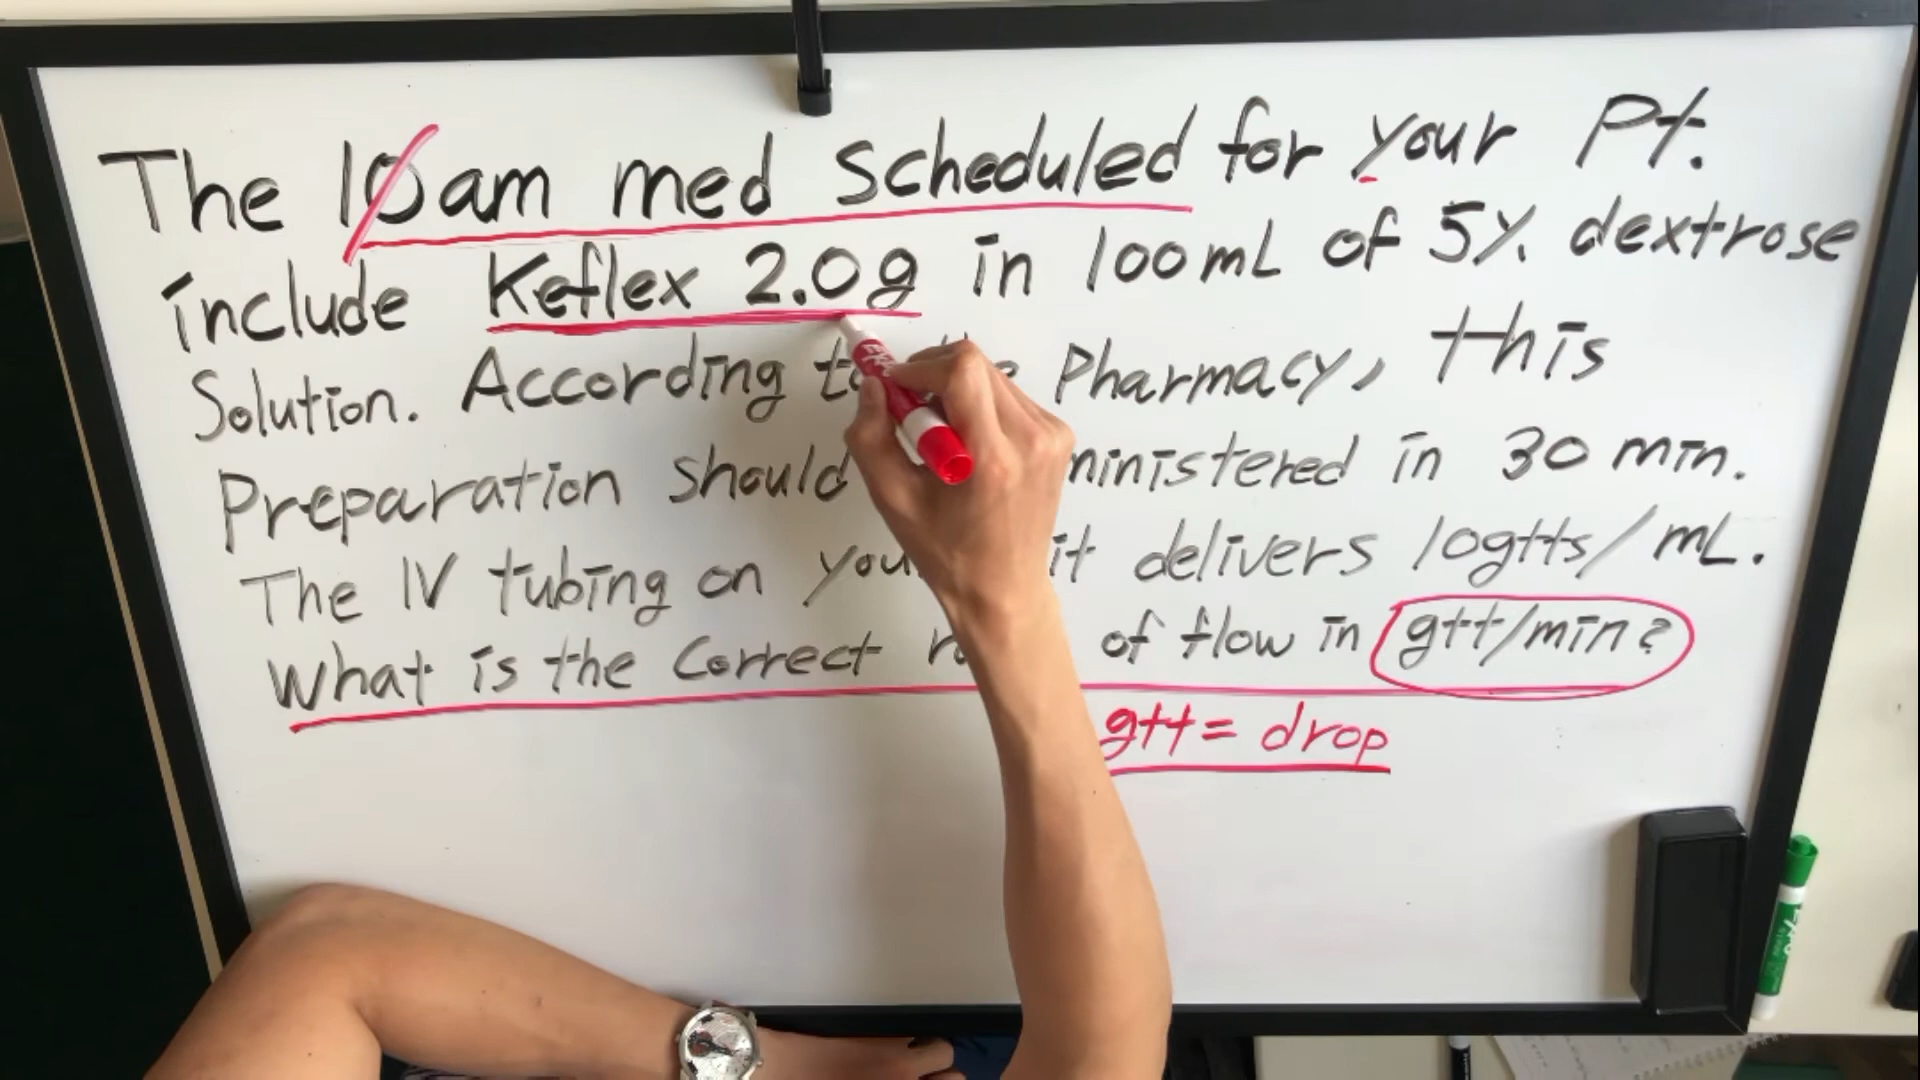 The 10am med Scheduled for your Pt.
include Keflex 2.0g in 100mL of 5% dextrose
Solution. According Pharmacy, this
Preparation should ministered in 30 min.
The IV tubing on you it delivers 10gtts/mL.
What is the Correct of flow in gtt/min?
gtt = drop